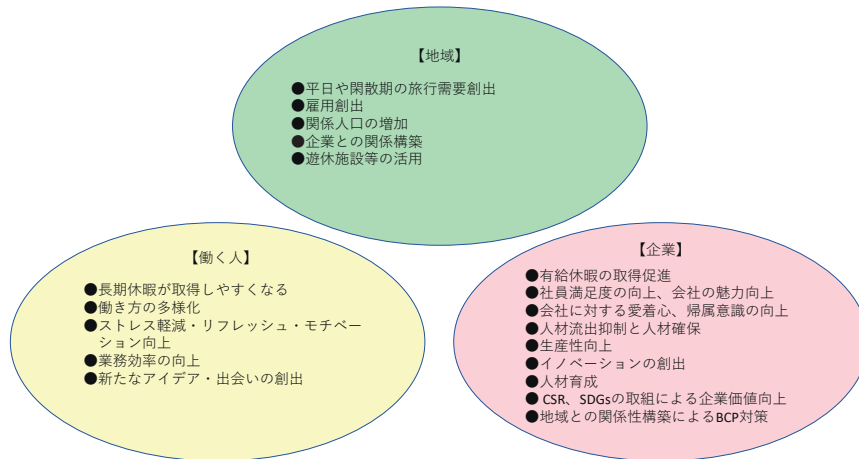 【地域】
●平日や閑散期の旅行需要創出
●雇用創出
●関係人口の増加
●企業との関係構築
●遊休施設等の活用
【働く人】
●長期休暇が取得しやすくなる
●働き方の多様化
●ストレス軽減・リフレッシュ・モチベー
ション向上
●業務効率の向上
●新たなアイデア・出会いの創出
【企業】
●有給休暇の取得促進
●社員満足度の向上、会社の魅力向上
●会社に対する愛着心、帰属意識の向上
●人材流出抑制と人材確保
●生産性向上
●イノベーションの創出
●人材育成
●CSR、SDGsの取組による企業価値向上
●地域との関係性構築によるBCP対策